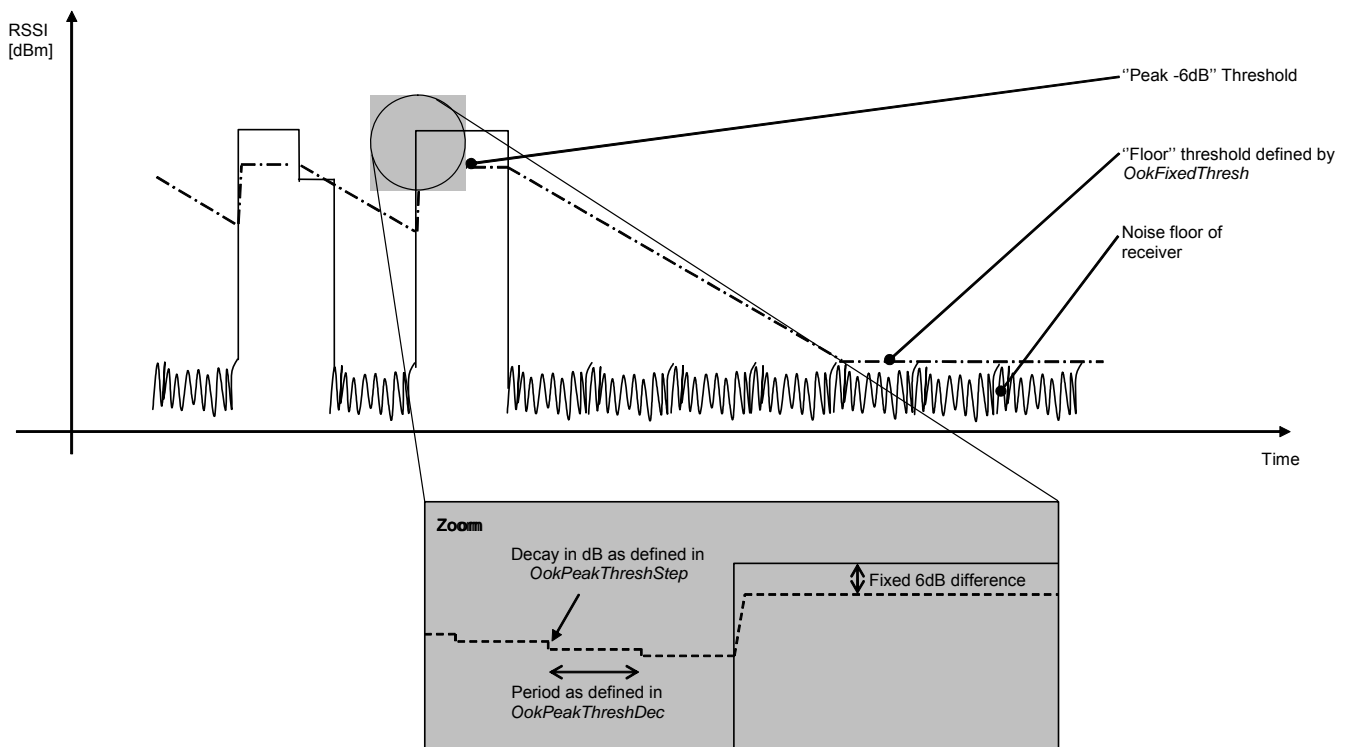 RSSI
[dBm]
‘‘Peak -6dB’’ Threshold
‘‘Floor’’ threshold defined by
OokFixedThresh
Noise floor of
receiver
Time
Zoom
Decay in dB as defined in
OokPeakThreshStep
Fixed 6dB difference
Period as defined in
OokPeakThreshDec